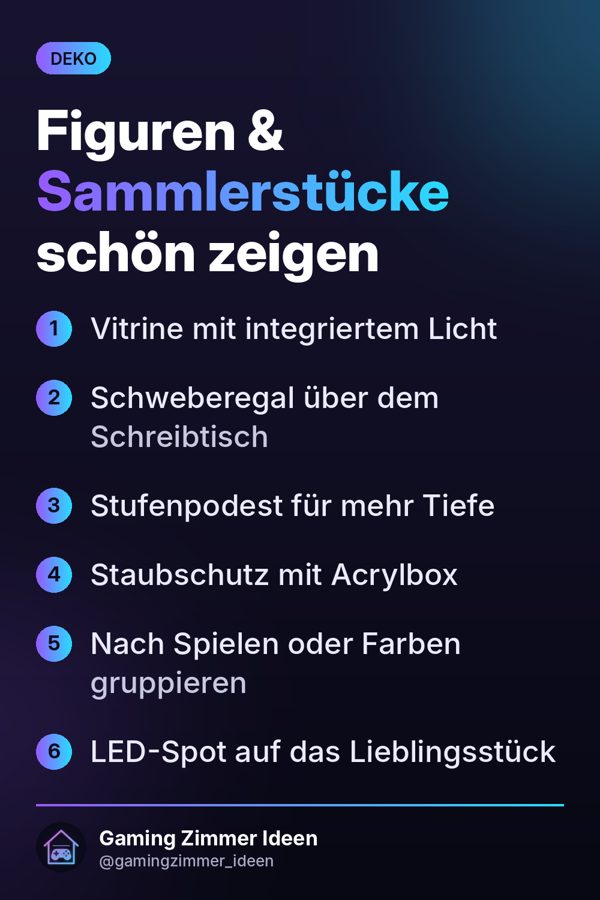 DEKO
Figuren &
Sammlerstücke
schön zeigen
1 Vitrine mit integriertem Licht
2 Schweberegal über dem
Schreibtisch
3 Stufenpodest für mehr Tiefe
4 Staubschutz mit Acrylbox
5 Nach Spielen oder Farben
gruppieren
6 LED-Spot auf das Lieblingsstück
Gaming Zimmer Ideen
@gamingzimmer_ideen